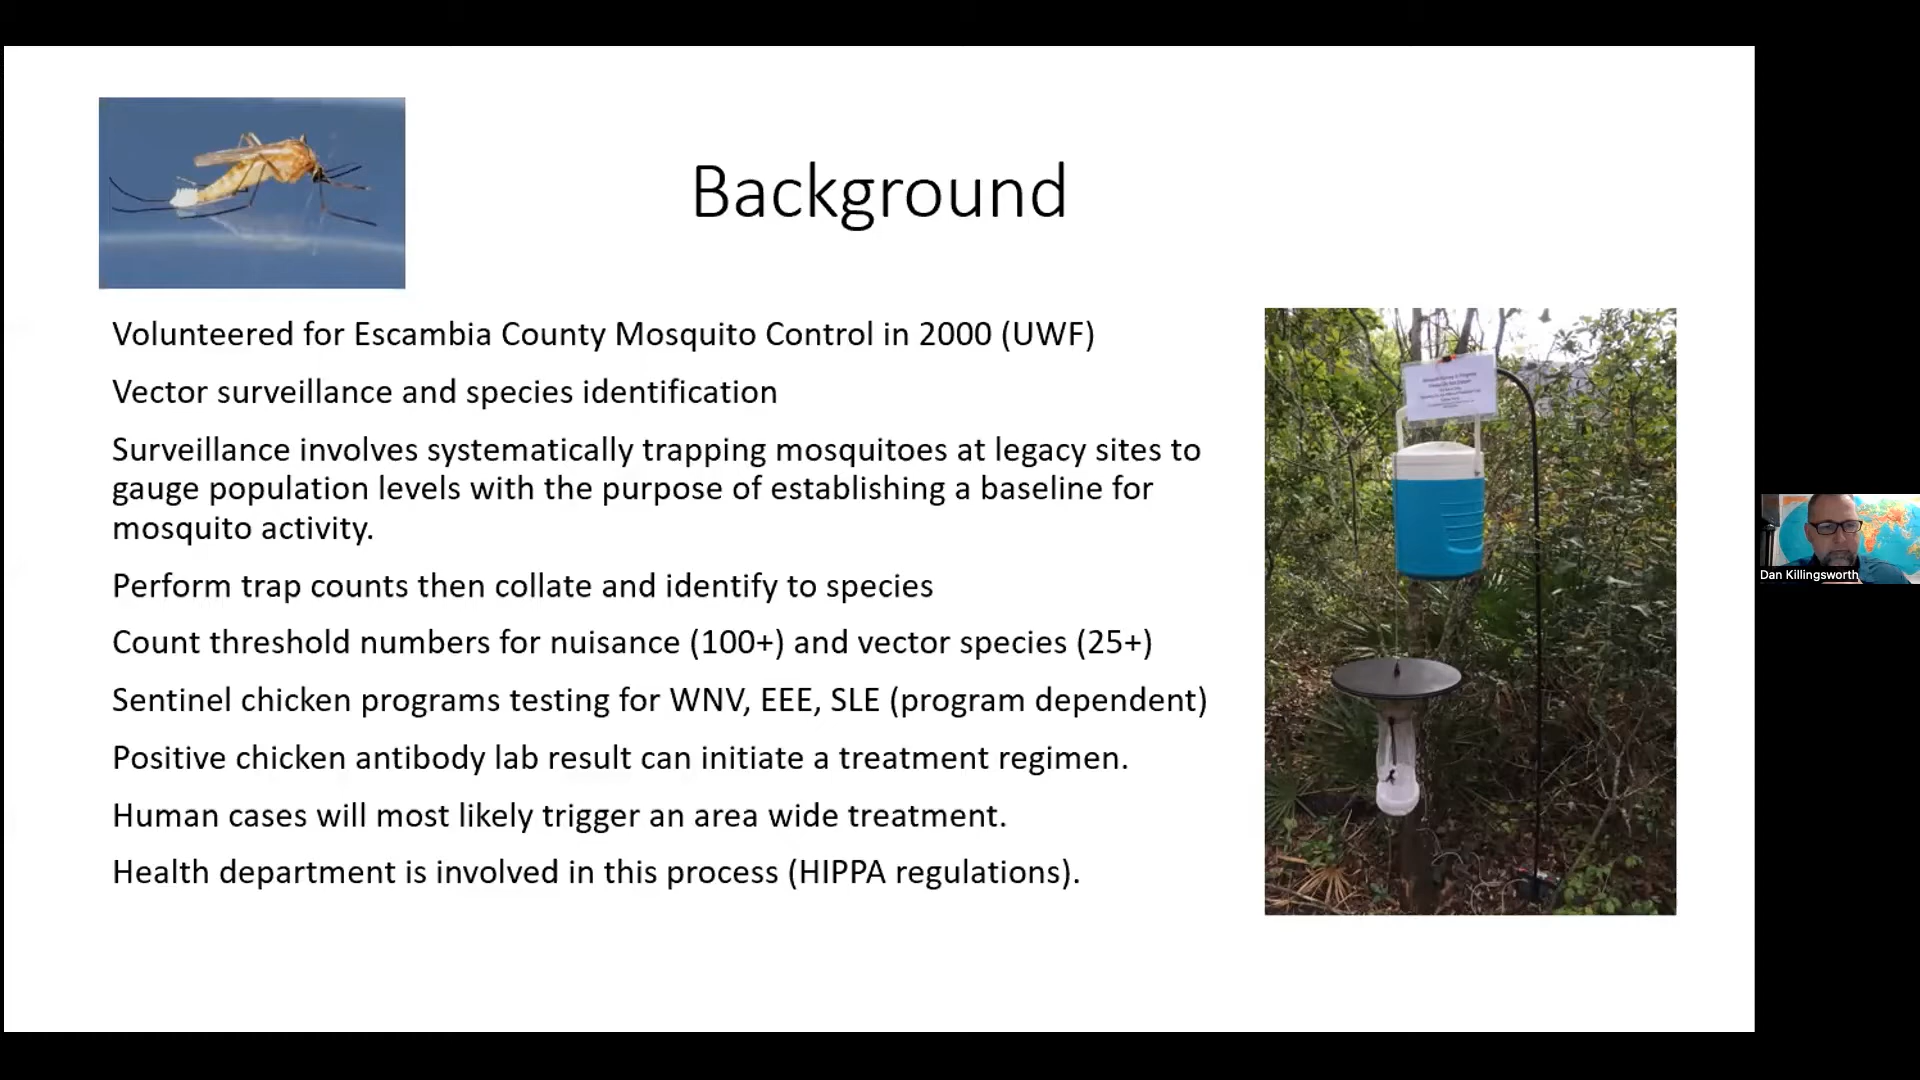 Background
Volunteered for Escambia County Mosquito Control in 2000 (UWF)
Vector surveillance and species identification
Surveillance involves systematically trapping mosquitoes at legacy sites to
gauge population levels with the purpose of establishing a baseline for
mosquito activity.
Perform trap counts then collate and identify to species
Count threshold numbers for nuisance (100+) and vector species (25+)
Sentinel chicken programs testing for WNV, EEE, SLE (program dependent)
Positive chicken antibody lab result can initiate a treatment regimen.
Human cases will most likely trigger an area wide treatment.
Health department is involved in this process (HIPPA regulations).
Dan Killingsworth